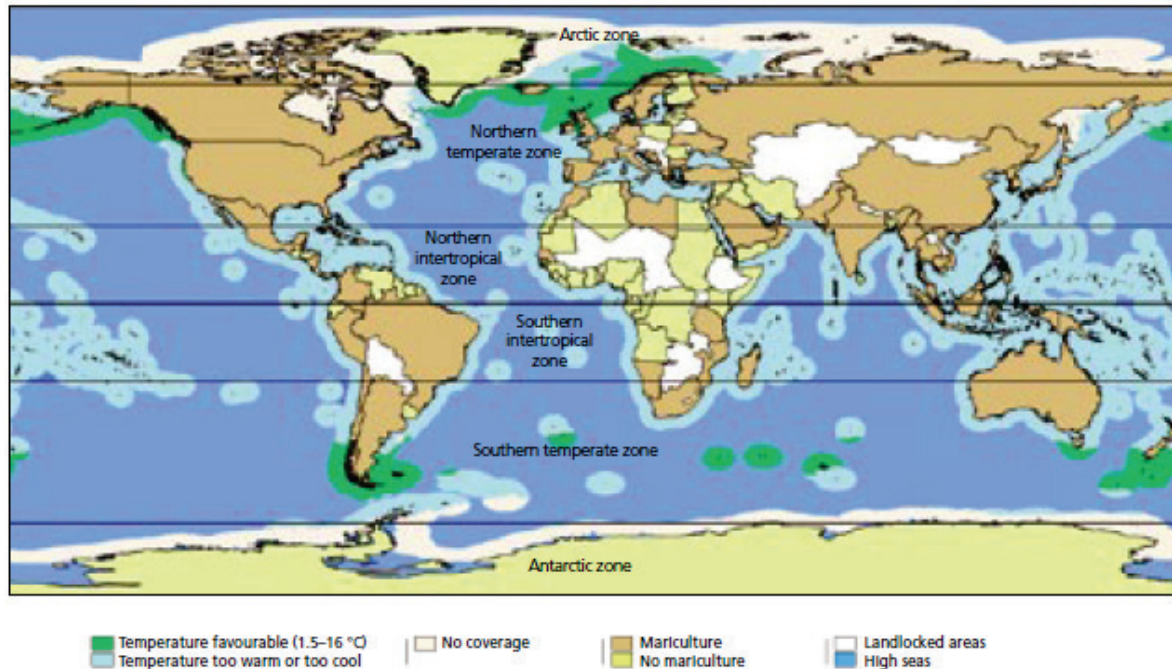 Arctic zone
Northern
temperate zone
Northern
intertropical
zone
Southern
intertropical
zone
Southern temperate zone
Antarctic zone
Temperature favourable (1.5–16 °C)
Temperature too warm or too cool
No coverage
Mariculture
No mariculture
Landlocked areas
High seas